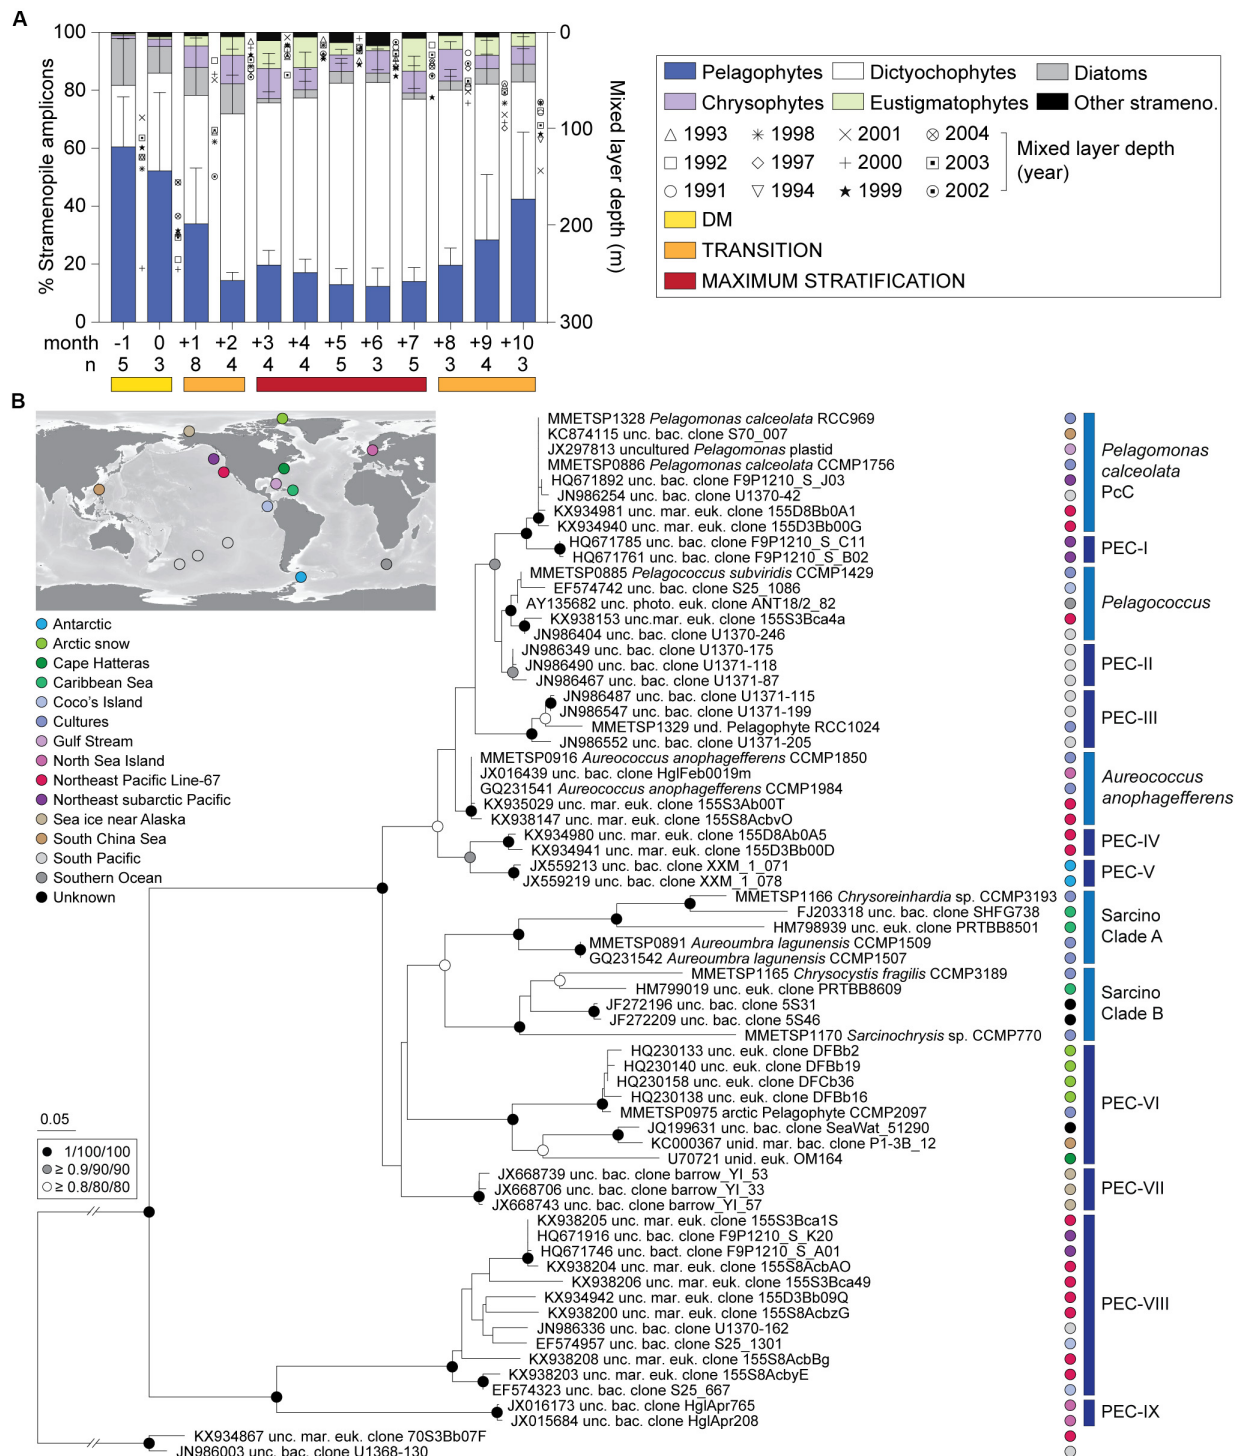 A
100
80
60
40
20
0
% Stramenopile amplicons
0
100
200
300
Mixed layer depth (m)
month -1 0 +1 +2 +3 +4 +5 +6 +7 +8 +9 +10
n 5 3 8 4 4 4 5 3 5 3 4 3
Pelagophytes Dictyochophytes Diatoms
Chrysophytes Eustigmatophytes Other strameno.
1993 1998 2001 2004
1992 1997 2000 2003
1991 1994 1999 2002
Mixed layer depth
(year)
DM
TRANSITION
MAXIMUM STRATIFICATION
B
Antarctic
Arctic snow
Cape Hatteras
Caribbean Sea
Coco's Island
Cultures
Gulf Stream
North Sea Island
Northeast Pacific Line-67
Northeast subarctic Pacific
Sea ice near Alaska
South China Sea
South Pacific
Southern Ocean
Unknown
0.05
1/100/100
≥ 0.9/90/90
≥ 0.8/80/80
MMETSP1328 Pelagomonas calceolata RCC969
KC874115 unc. bac. clone S70_007
JX297813 uncultured Pelagomonas plastid
MMETSP0886 Pelagomonas calceolata CCMP1756
HQ671892 unc. bac. clone F9P1210_S_J03
JN986254 unc. bac. clone U1370-42
KX934981 unc. mar. euk. clone 155D8Bb0A1
KX934940 unc. mar. euk. clone 155D3Bb00G
HQ671785 unc. bac. clone F9P1210_S_C11
HQ671761 unc. bac. clone F9P1210_S_B02
MMETSP0885 Pelagococcus subviridis CCMP1429
EF574742 unc. bac. clone S25_1086
AY135682 unc. photo. euk. clone ANT18/2_82
KX938153 unc.mar. euk. clone 155S3Bca4a
JN986404 unc. bac. clone U1370-246
JN986349 unc. bac. clone U1370-175
JN986490 unc. bac. clone U1371-118
JN986467 unc. bac. clone U1371-87
JN986487 unc. bac. clone U1371-115
JN986547 unc. bac. clone U1371-199
MMETSP1329 und. Pelagophyte RCC1024
JN986552 unc. bac. clone U1371-205
MMETSP0916 Aureococcus anophagefferens CCMP1850
JX016439 unc. bac. clone HglFeb0019m
GQ231541 Aureococcus anophagefferens CCMP1984
KX935029 unc. mar. euk. clone 155S3Ab00T
KX938147 unc. mar. euk. clone 155S8AcbvO
KX934980 unc. mar. euk. clone 155D8Ab0A5
KX934941 unc. mar. euk. clone 155D3Bb00D
JX559213 unc. bac. clone XXM_1_071
JX559219 unc. bac. clone XXM_1_078
MMETSP1166 Chrysoreinhardia sp. CCMP3193
FJ203318 unc. bac. clone SHFG738
HM798939 unc. euk. clone PRTBB8501
MMETSP0891 Aureoumbra lagunensis CCMP1509
GQ231542 Aureoumbra lagunensis CCMP1507
MMETSP1165 Chrysocystis fragilis CCMP3189
HM799019 unc. euk. clone PRTBB8609
JF272196 unc. bac. clone 5S31
JF272209 unc. bac. clone 5S46
MMETSP1170 Sarcinochrysis sp. CCMP770
HQ230133 unc. euk. clone DFBb2
HQ230140 unc. euk. clone DFBb19
HQ230158 unc. euk. clone DFCb36
HQ230138 unc. euk. clone DFBb16
MMETSP0975 arctic Pelagophyte CCMP2097
JQ199631 unc. bac. clone SeaWat_51290
KC000367 unid. mar. bac. clone P1-3B_12
U70721 unid. euk. OM164
JX668739 unc. bac. clone barrow_YI_53
JX668706 unc. bac. clone barrow_YI_33
JX668743 unc. bac. clone barrow_YI_57
KX938205 unc. mar. euk. clone 155S3Bca1S
HQ671916 unc. bac. clone F9P1210_S_K20
HQ671746 unc. bact. clone F9P1210_S_A01
KX938204 unc. mar. euk. clone 155S8AcbAO
KX938206 unc. mar. euk. clone 155S3Bca49
KX934942 unc. mar. euk. clone 155D3Bb09Q
KX938200 unc. mar. euk. clone 155S8AcbzG
JN986336 unc. bac. clone U1370-162
EF574957 unc. bac. clone S25_1301
KX938208 unc. mar. euk. clone 155S8AcbBg
KX938203 unc. mar. euk. clone 155S8AcbyE
EF574323 unc. bac. clone S25_667
JX016173 unc. bac. clone HglApr765
JX015684 unc. bac. clone HglApr208
KX934867 unc. mar. euk. clone 70S3Bb07F
JN986003 unc. bac. clone U1368-130
Pelagomonas
calceolata
PcC
PEC-I
Pelagococcus
PEC-II
PEC-III
Aureococcus
anophagefferens
PEC-IV
PEC-V
Sarcino
Clade A
Sarcino
Clade B
PEC-VI
PEC-VII
PEC-VIII
PEC-IX